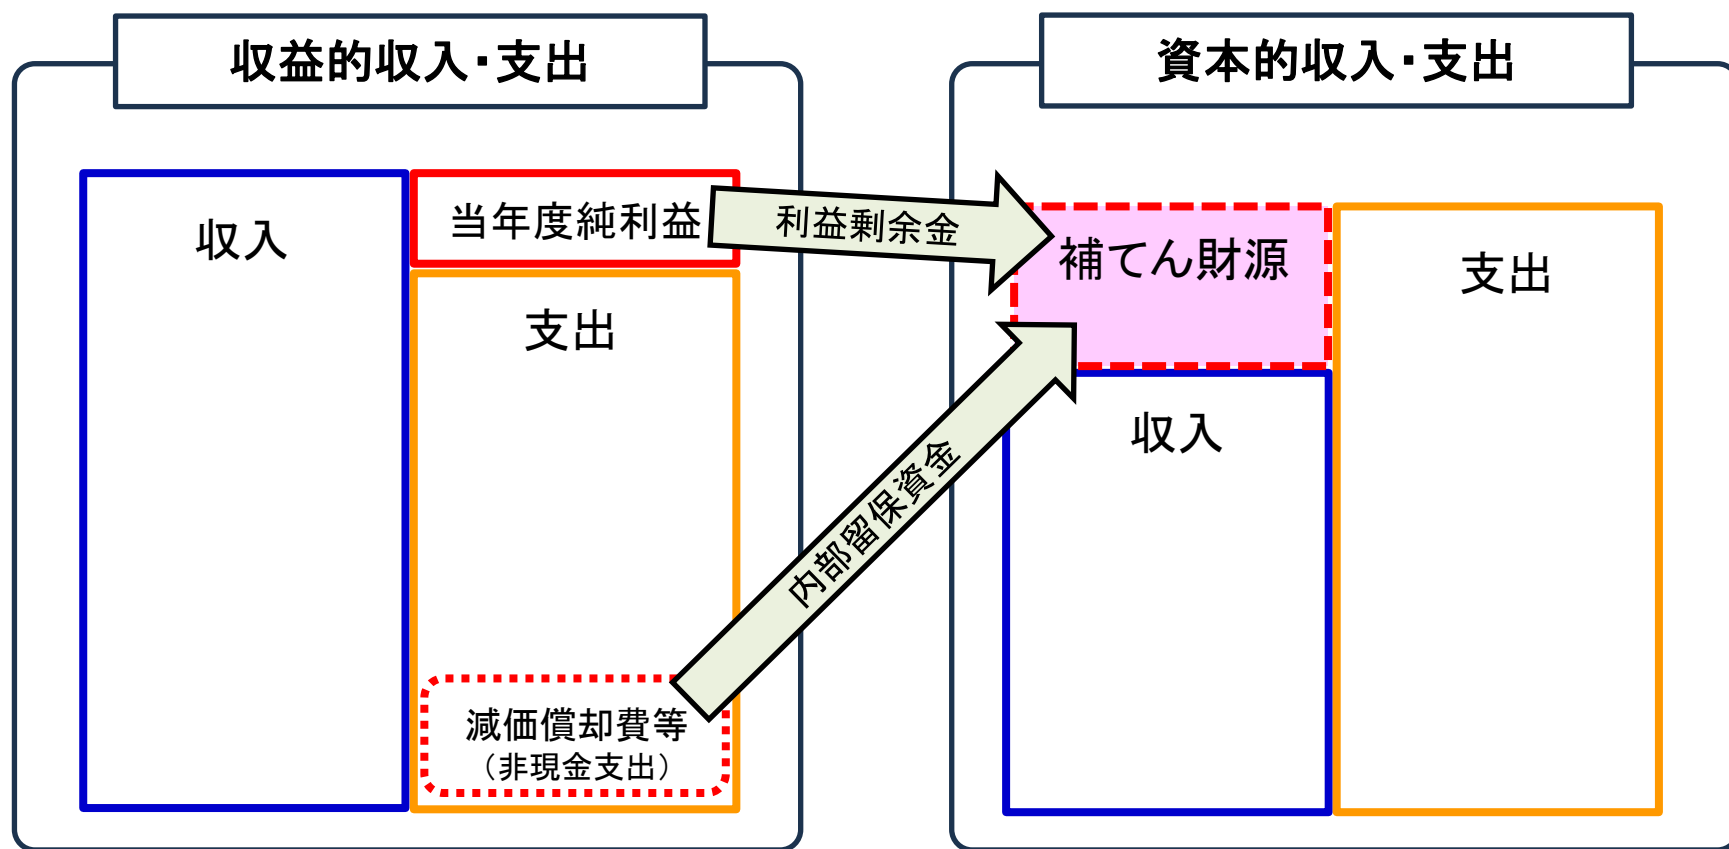 収益的収入・支出
収入
当年度純利益
支出
減価償却費等
（非現金支出）
利益剰余金
内部留保資金
資本的収入・支出
補てん財源
収入
支出